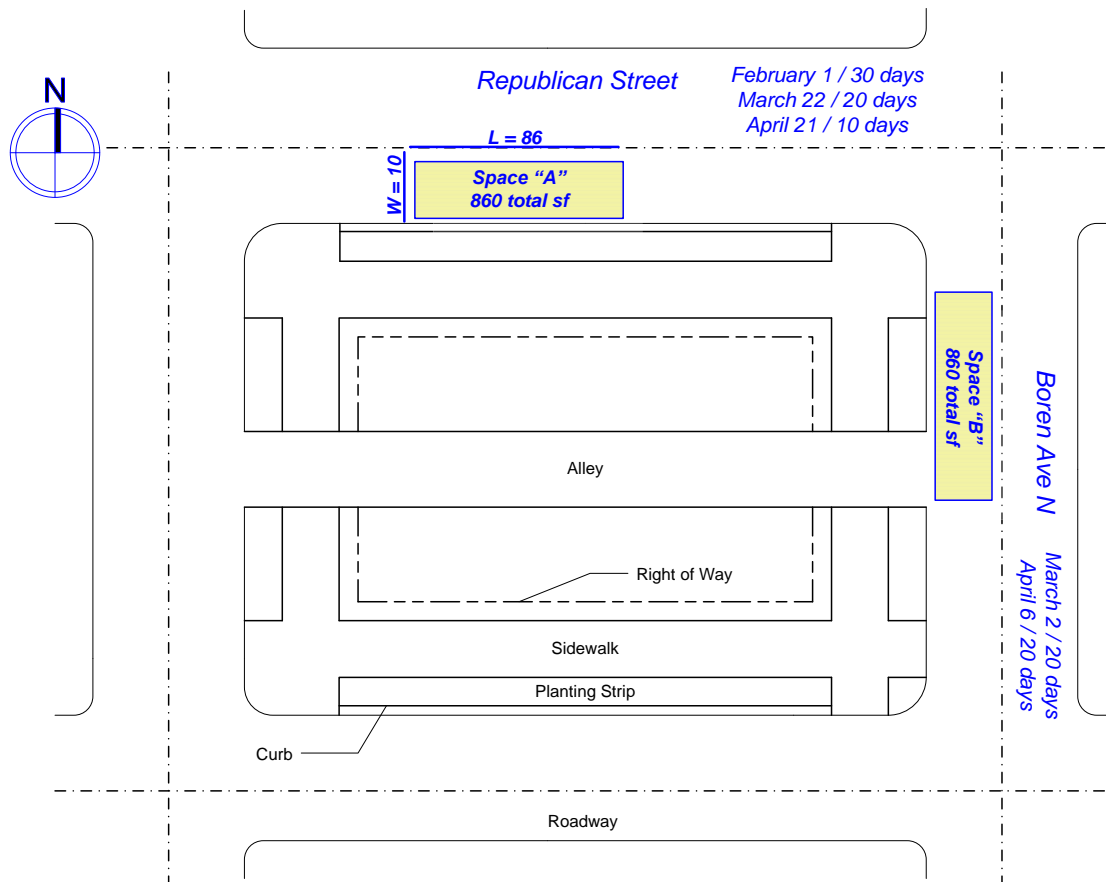 N
Republican Street
February 1 / 30 days
March 22 / 20 days
April 21 / 10 days
L = 86
W = 10
Space “A”
860 total sf
Space “B”
860 total sf
Boren Ave N
March 2 / 20 days
April 6 / 20 days
Alley
Right of Way
Sidewalk
Planting Strip
Curb
Roadway